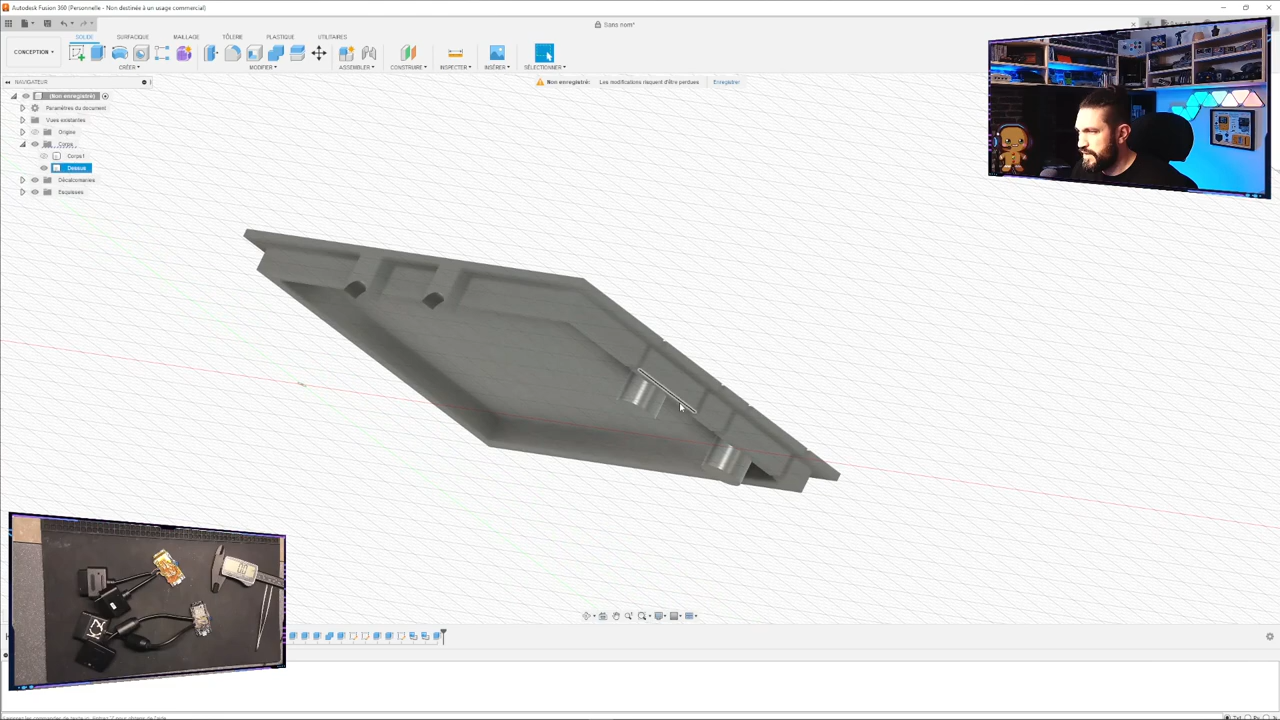 Autodesk Fusion 360 (Personnelle - Non destinée à un usage commercial)
Sans nom*
SOLIDE SURFACIQUE MAILLAGE TÔLERIE PLASTIQUE UTILITAIRES
CONCEPTION
CRÉER MODIFIER ASSEMBLER CONSTRUIRE INSPECTER INSÉRER SÉLECTIONNER
NAVIGATEUR
Non enregistré: Les modifications risquent d'être perdues Enregistrer
(Non enregistré)
Paramètres du document
Vues existantes
Origine
Corps
Corps1
Dessus
Décalcomanies
Esquisses